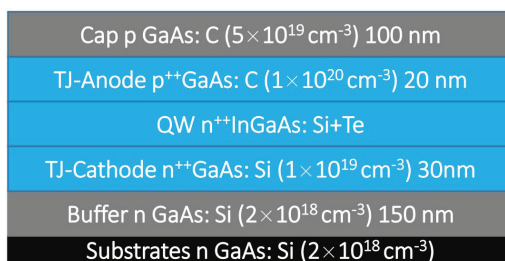 Cap p GaAs: C (5×10¹⁹ cm⁻³) 100 nm
TJ-Anode p⁺⁺GaAs: C (1×10²⁰ cm⁻³) 20 nm
QW n⁺⁺InGaAs: Si+Te
TJ-Cathode n⁺⁺GaAs: Si (1×10¹⁹ cm⁻³) 30nm
Buffer n GaAs: Si (2×10¹⁸ cm⁻³) 150 nm
Substrates n GaAs: Si (2×10¹⁸ cm⁻³)